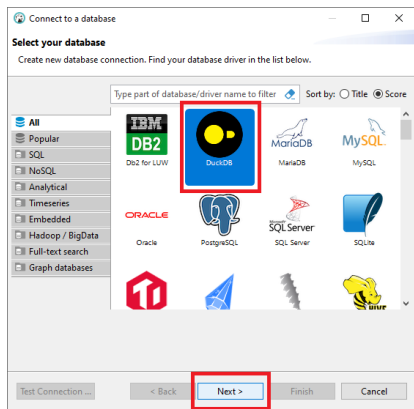 Connect to a database
Select your database
Create new database connection. Find your database driver in the list below.
Type part of database/driver name to filter
Sort by: Title Score
All
Popular
SQL
NoSQL
Analytical
Timeseries
Embedded
Hadoop / BigData
Full-text search
Graph databases
IBM
DB2
MariaDB
MySQL
Db2 for LUW
DuckDB
MariaDB
MySQL
ORACLE
SQL Server
Oracle
PostgreSQL
SQL Server
SQLite
HIVE
Test Connection ...
< Back
Next >
Finish
Cancel